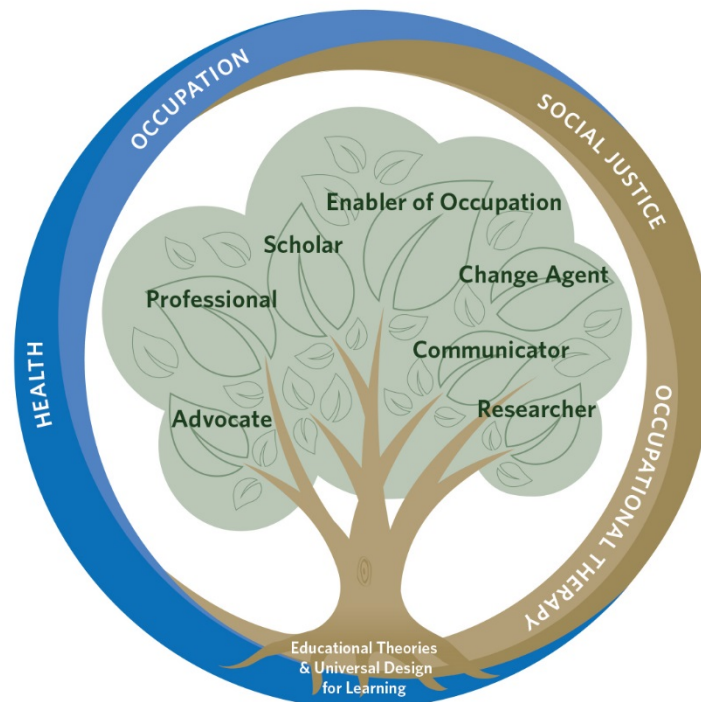 OCCUPATION
SOCIAL JUSTICE
HEALTH
OCCUPATIONAL THERAPY
Enabler of Occupation
Scholar
Change Agent
Professional
Communicator
Researcher
Advocate
Educational Theories
& Universal Design
for Learning